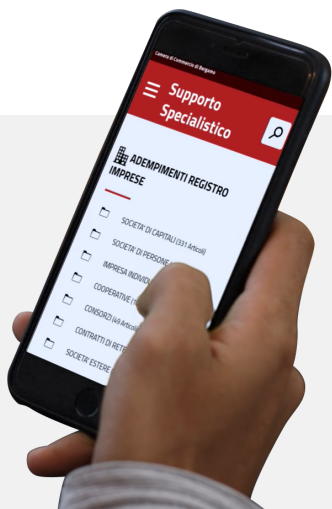 Camera di Commercio di Bergamo
Supporto
Specialistico
ADEMPIMENTI REGISTRO
IMPRESE
SOCIETA' DI CAPITALI (331 Articoli)
SOCIETA' DI PERSONE
IMPRESA INDIVIDU
COOPERATIVE
CONSORZI (49 Articoli
CONTRATTI DI RETE
SOCIETA' ESTERE